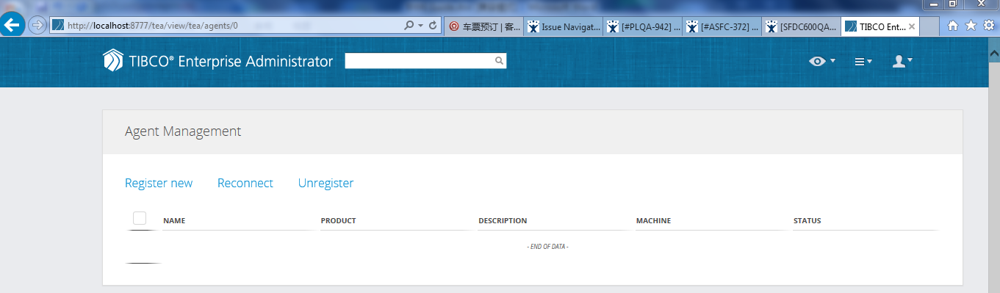 http://localhost:8777/tea/view/tea/agents/0
车票预订 | 客...
Issue Navigat...
[#PLQA-942] ...
[#ASFC-372] ...
[SFDC600QA...
TIBCO Ent...
TIBCO® Enterprise Administrator
Agent Management
Register new Reconnect Unregister
NAME PRODUCT DESCRIPTION MACHINE STATUS
- END OF DATA -